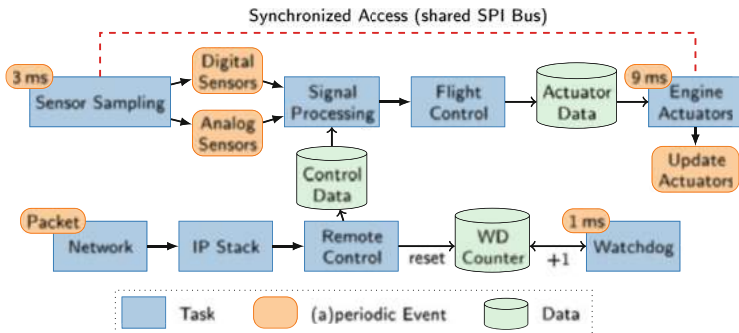 Synchronized Access (shared SPI Bus)
3 ms
Sensor Sampling
Digital
Sensors
Analog
Sensors
Signal
Processing
Flight
Control
Actuator
Data
9 ms
Engine
Actuators
Update
Actuators
Control
Data
Packet
Network
IP Stack
Remote
Control
reset
WD
Counter
+1
1 ms
Watchdog
Task
(a)periodic Event
Data